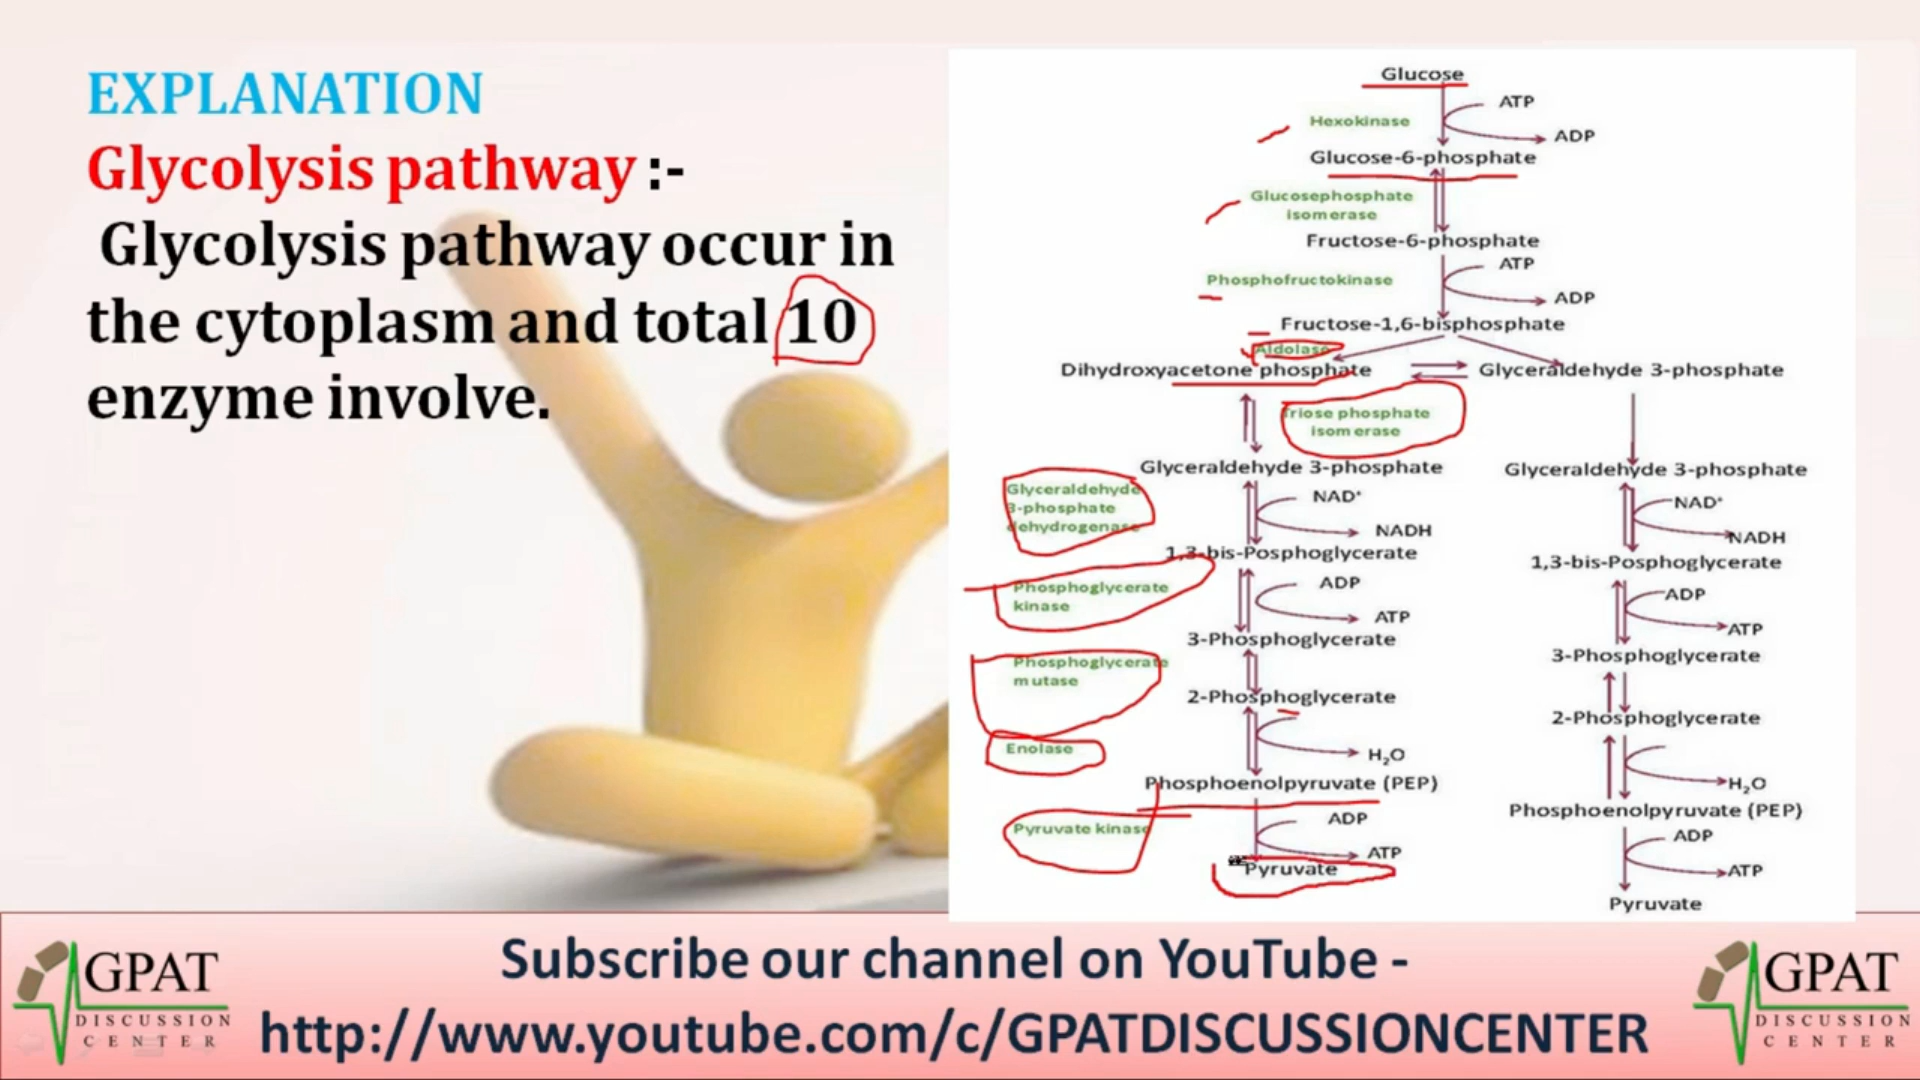 EXPLANATION
Glycolysis pathway :-
Glycolysis pathway occur in
the cytoplasm and total 10
enzyme involve.
Glucose
ATP
Hexokinase
ADP
Glucose-6-phosphate
Glucosephosphate
isomerase
Fructose-6-phosphate
ATP
Phosphofructokinase
ADP
Fructose-1,6-bisphosphate
Aldolase
Dihydroxyacetone phosphate
Glyceraldehyde 3-phosphate
Triose phosphate
isomerase
Glyceraldehyde 3-phosphate
NAD+
Glyceraldehyde
3-phosphate
dehydrogenase
NADH
1,3-bis-Posphoglycerate
ADP
Phosphoglycerate
kinase
ATP
3-Phosphoglycerate
Phosphoglycerate
mutase
2-Phosphoglycerate
Enolase
H₂O
Phosphoenolpyruvate (PEP)
ADP
Pyruvate kinase
ATP
Pyruvate
Glyceraldehyde 3-phosphate
NAD+
NADH
1,3-bis-Posphoglycerate
ADP
ATP
3-Phosphoglycerate
2-Phosphoglycerate
H₂O
Phosphoenolpyruvate (PEP)
ADP
ATP
Pyruvate
GPAT
DISCUSSION
CENTER
Subscribe our channel on YouTube -
http://www.youtube.com/c/GPATDISCUSSIONCENTER
GPAT
DISCUSSION
CENTER